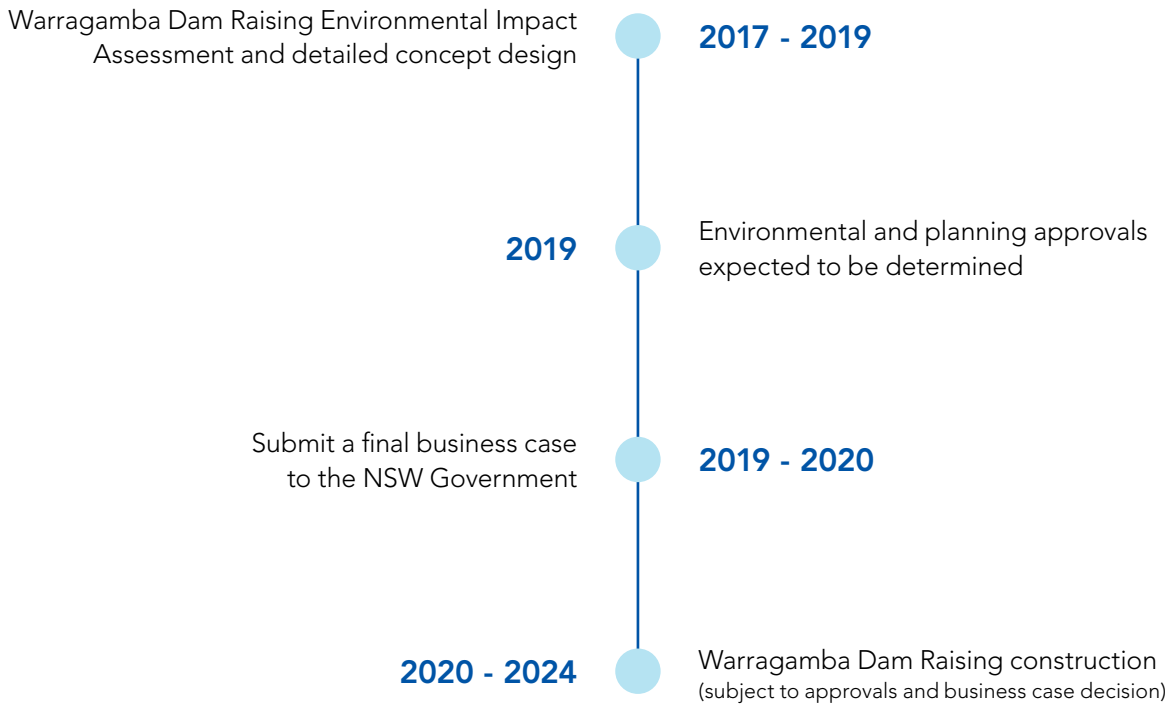 Warragamba Dam Raising Environmental Impact
Assessment and detailed concept design
2017 - 2019
2019
Environmental and planning approvals
expected to be determined
Submit a final business case
to the NSW Government
2019 - 2020
2020 - 2024
Warragamba Dam Raising construction
(subject to approvals and business case decision)